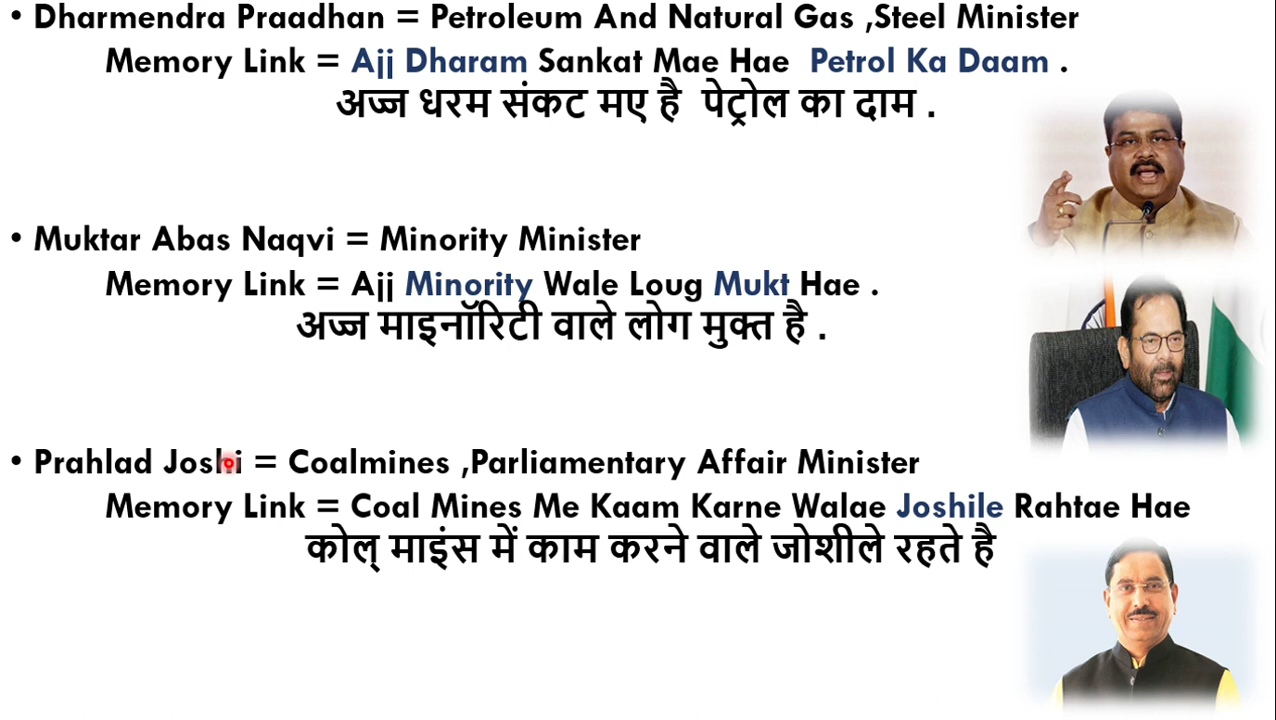 • Dharmendra Praadhan = Petroleum And Natural Gas ,Steel Minister
Memory Link = Ajj Dharam Sankat Mae Hae Petrol Ka Daam .
अज्ज धरम संकट मए है पेट्रोल का दाम .
• Muktar Abas Naqvi = Minority Minister
Memory Link = Ajj Minority Wale Loug Mukt Hae .
अज्ज माइनॉरिटी वाले लोग मुक्त है .
• Prahlad Joshi = Coalmines ,Parliamentary Affair Minister
Memory Link = Coal Mines Me Kaam Karne Walae Joshile Rahtae Hae
कोल् माइंस में काम करने वाले जोशीले रहते है